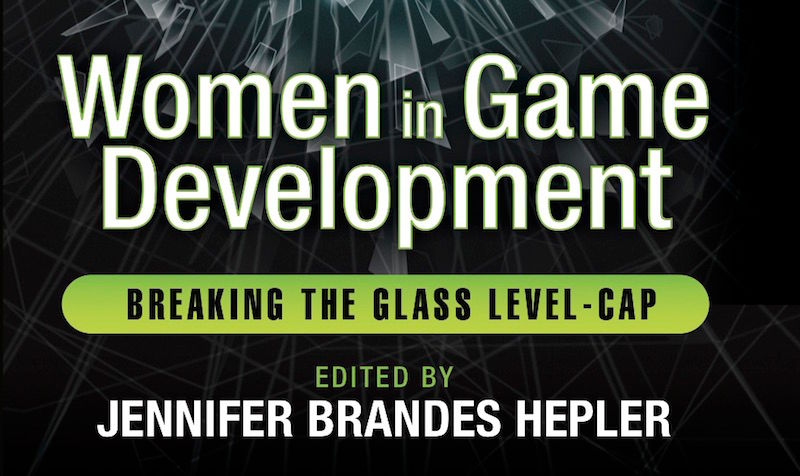 Women in Game
Development
BREAKING THE GLASS LEVEL-CAP
EDITED BY
JENNIFER BRANDES HEPLER